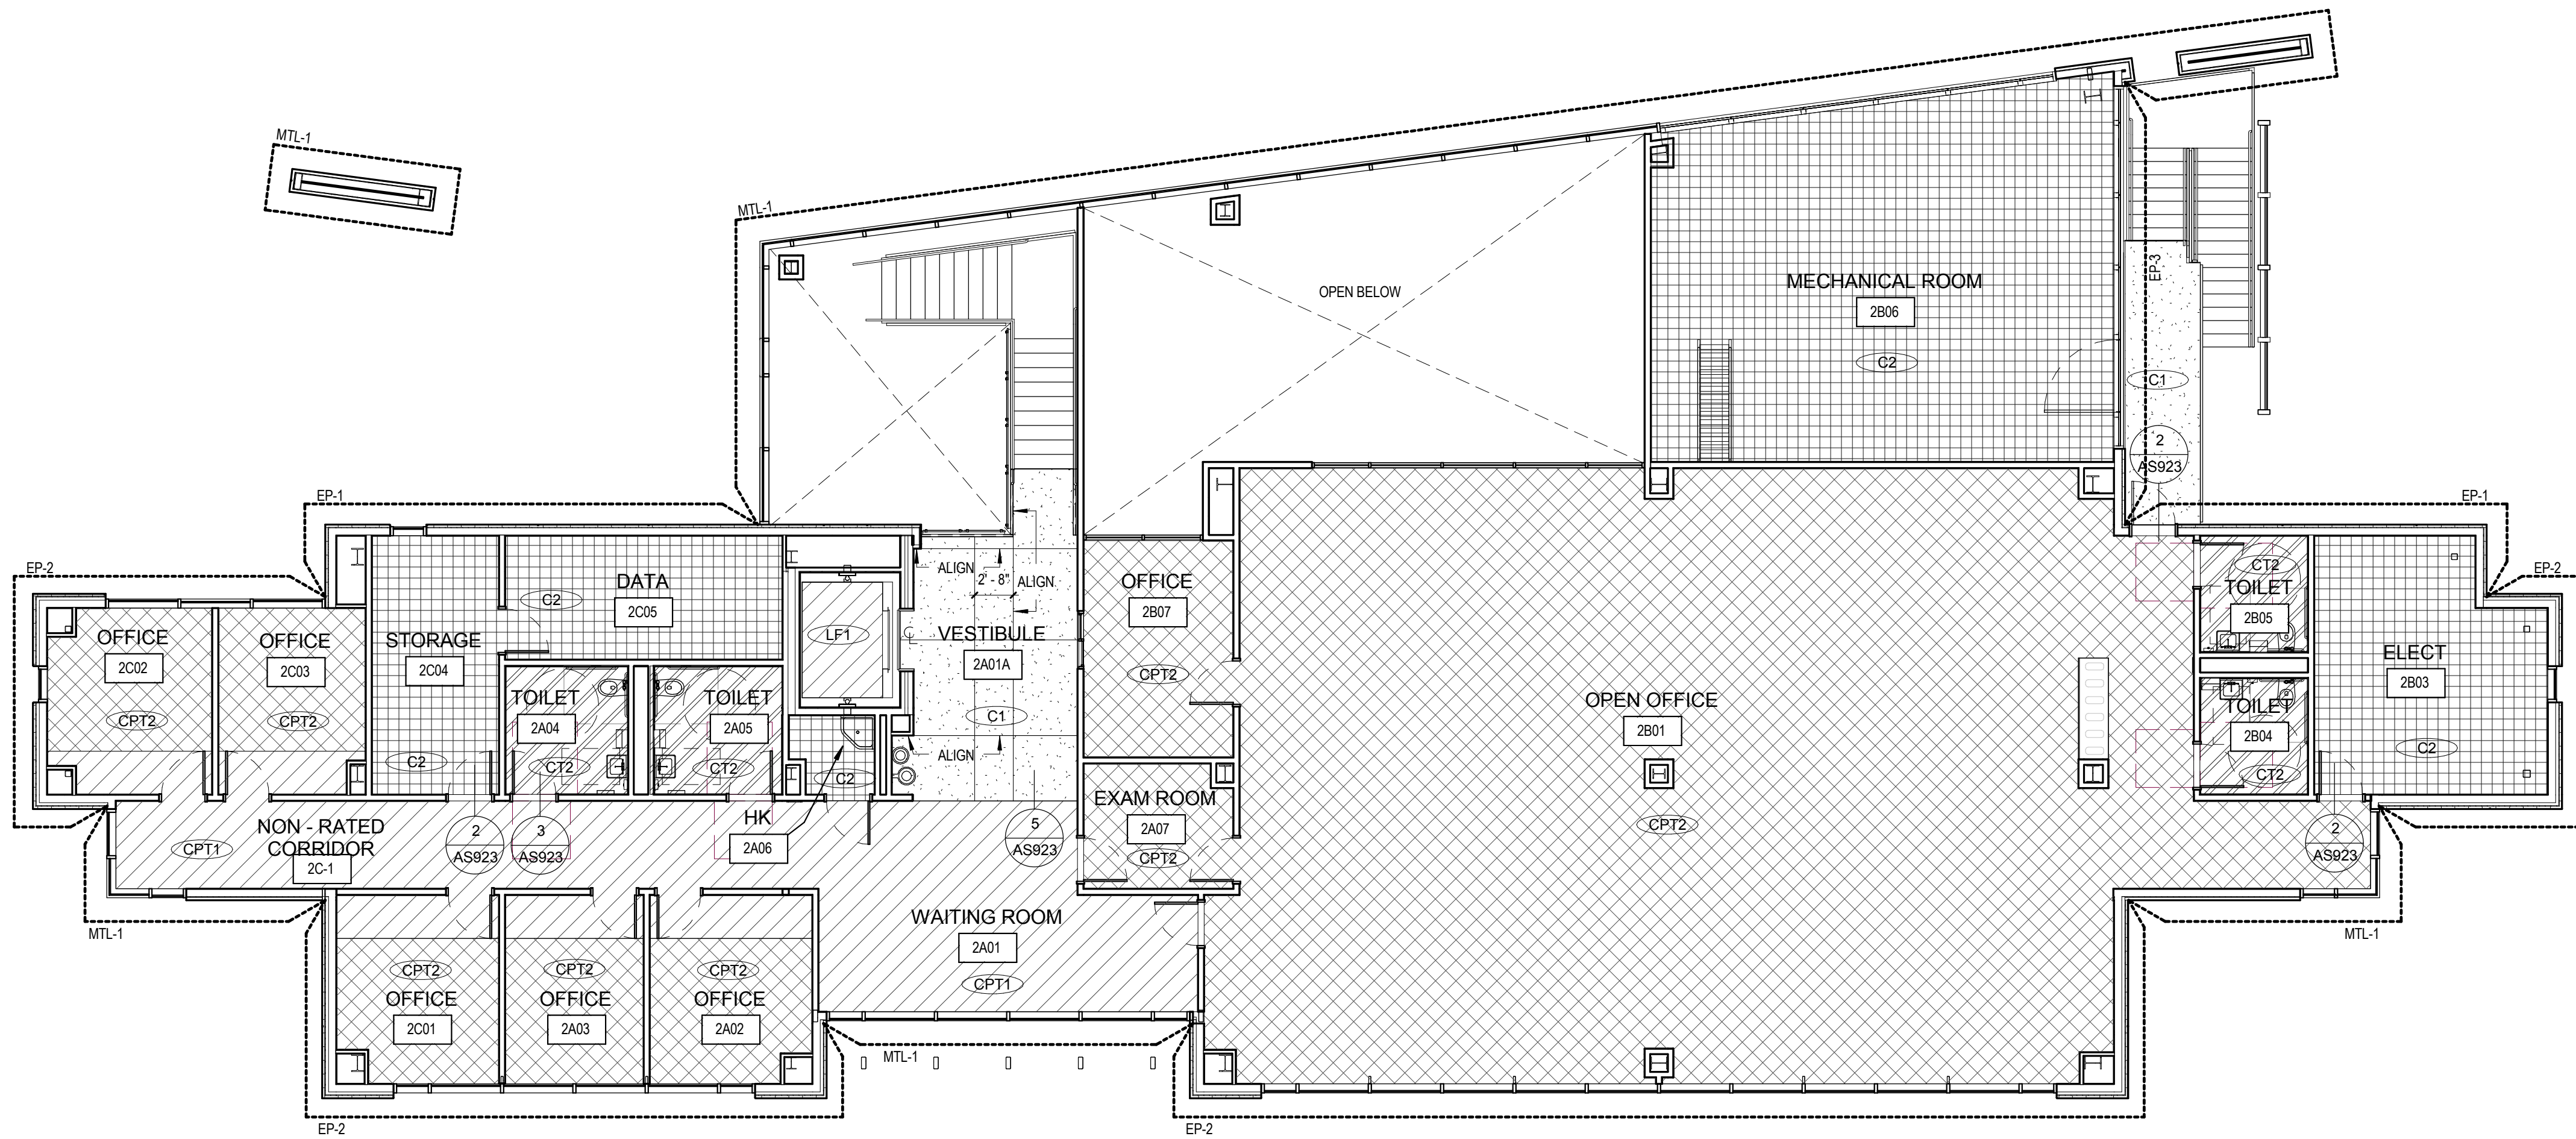 MTL-1
MTL-1
OPEN BELOW
MECHANICAL ROOM
2B06
C2
EP-3
C1
2
AS923
EP-1
EP-1
EP-2
EP-2
OFFICE
2C02
CPT2
OFFICE
2C03
CPT2
STORAGE
2C04
C2
DATA
2C05
C2
TOILET
2A04
CT2
TOILET
2A05
CT2
LF1
C2
HK
2A06
ALIGN
2' - 8"
ALIGN
VESTIBULE
2A01A
C1
ALIGN
OFFICE
2B07
CPT2
EXAM ROOM
2A07
CPT2
OPEN OFFICE
2B01
CPT2
CT2
TOILET
2B05
TOILET
2B04
CT2
ELECT
2B03
C2
NON - RATED
CORRIDOR
2C-1
CPT1
2
AS923
3
AS923
5
AS923
2
AS923
WAITING ROOM
2A01
CPT1
CPT2
OFFICE
2C01
CPT2
OFFICE
2A03
CPT2
OFFICE
2A02
MTL-1
MTL-1
MTL-1
EP-2
EP-2